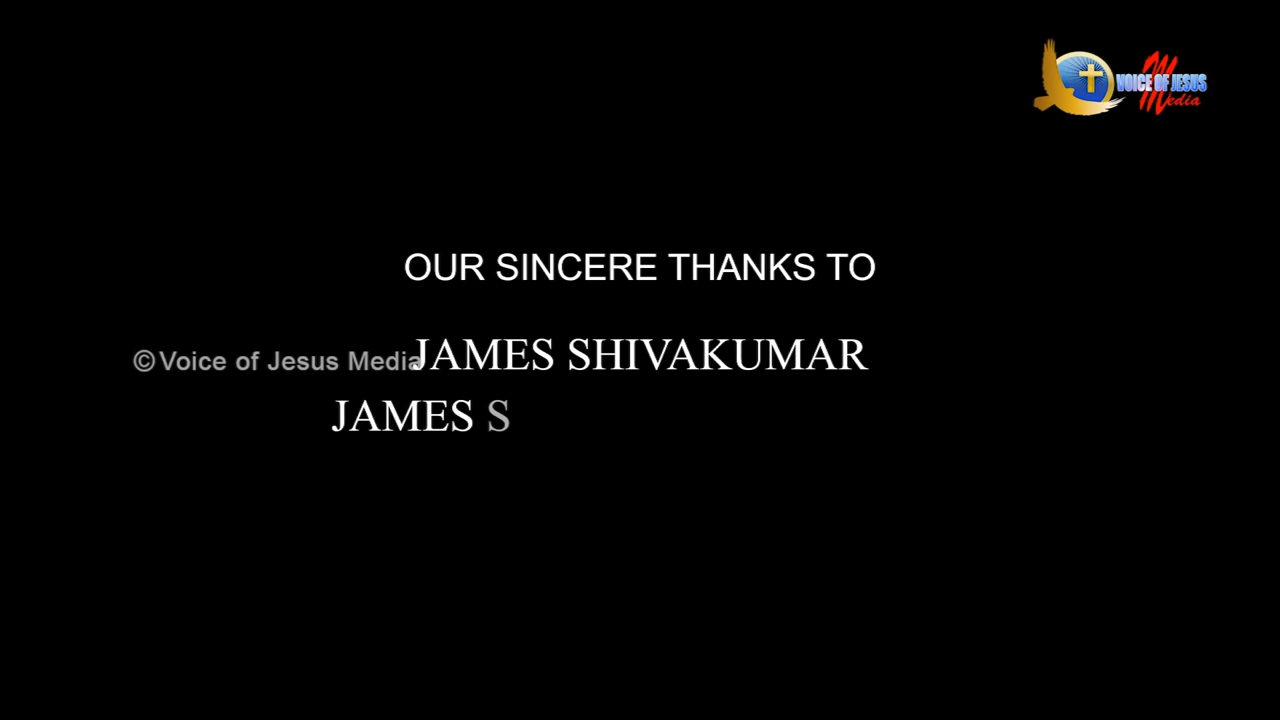 VOICE OF JESUS
Media
OUR SINCERE THANKS TO
JAMES SHIVAKUMAR
© Voice of Jesus Media
JAMES S